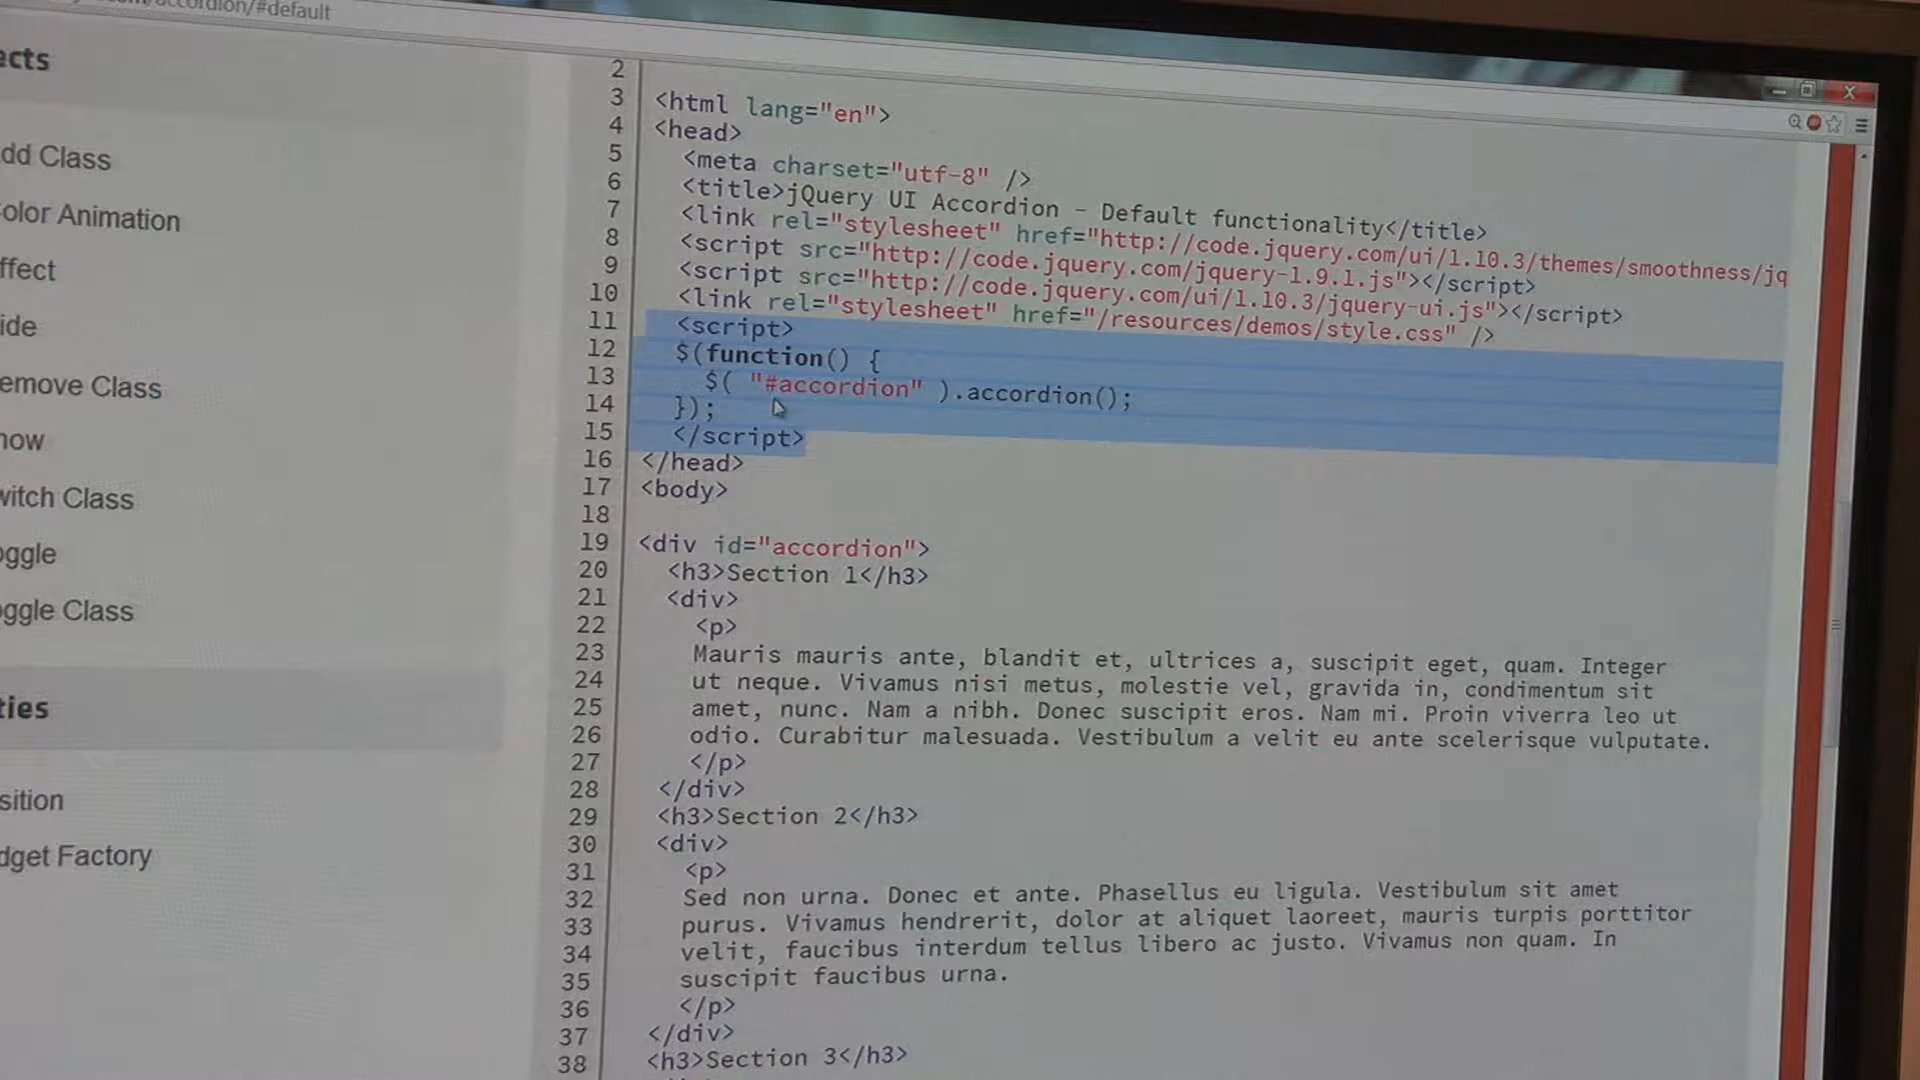 accordion/#default
ects
dd Class
olor Animation
ffect
ide
emove Class
how
witch Class
oggle
oggle Class
ties
sition
dget Factory
2
3 <html lang="en">
4 <head>
5 <meta charset="utf-8" />
6 <title>jQuery UI Accordion - Default functionality</title>
7 <link rel="stylesheet" href="http://code.jquery.com/ui/1.10.3/themes/smoothness/jq
8 <script src="http://code.jquery.com/jquery-1.9.1.js"></script>
9 <script src="http://code.jquery.com/ui/1.10.3/jquery-ui.js"></script>
10 <link rel="stylesheet" href="/resources/demos/style.css" />
11 <script>
12 $(function() {
13 $( "#accordion" ).accordion();
14 });
15 </script>
16 </head>
17 <body>
18
19 <div id="accordion">
20 <h3>Section 1</h3>
21 <div>
22 <p>
23 Mauris mauris ante, blandit et, ultrices a, suscipit eget, quam. Integer
24 ut neque. Vivamus nisi metus, molestie vel, gravida in, condimentum sit
25 amet, nunc. Nam a nibh. Donec suscipit eros. Nam mi. Proin viverra leo ut
26 odio. Curabitur malesuada. Vestibulum a velit eu ante scelerisque vulputate.
27 </p>
28 </div>
29 <h3>Section 2</h3>
30 <div>
31 <p>
32 Sed non urna. Donec et ante. Phasellus eu ligula. Vestibulum sit amet
33 purus. Vivamus hendrerit, dolor at aliquet laoreet, mauris turpis porttitor
34 velit, faucibus interdum tellus libero ac justo. Vivamus non quam. In
35 suscipit faucibus urna.
36 </p>
37 </div>
38 <h3>Section 3</h3>